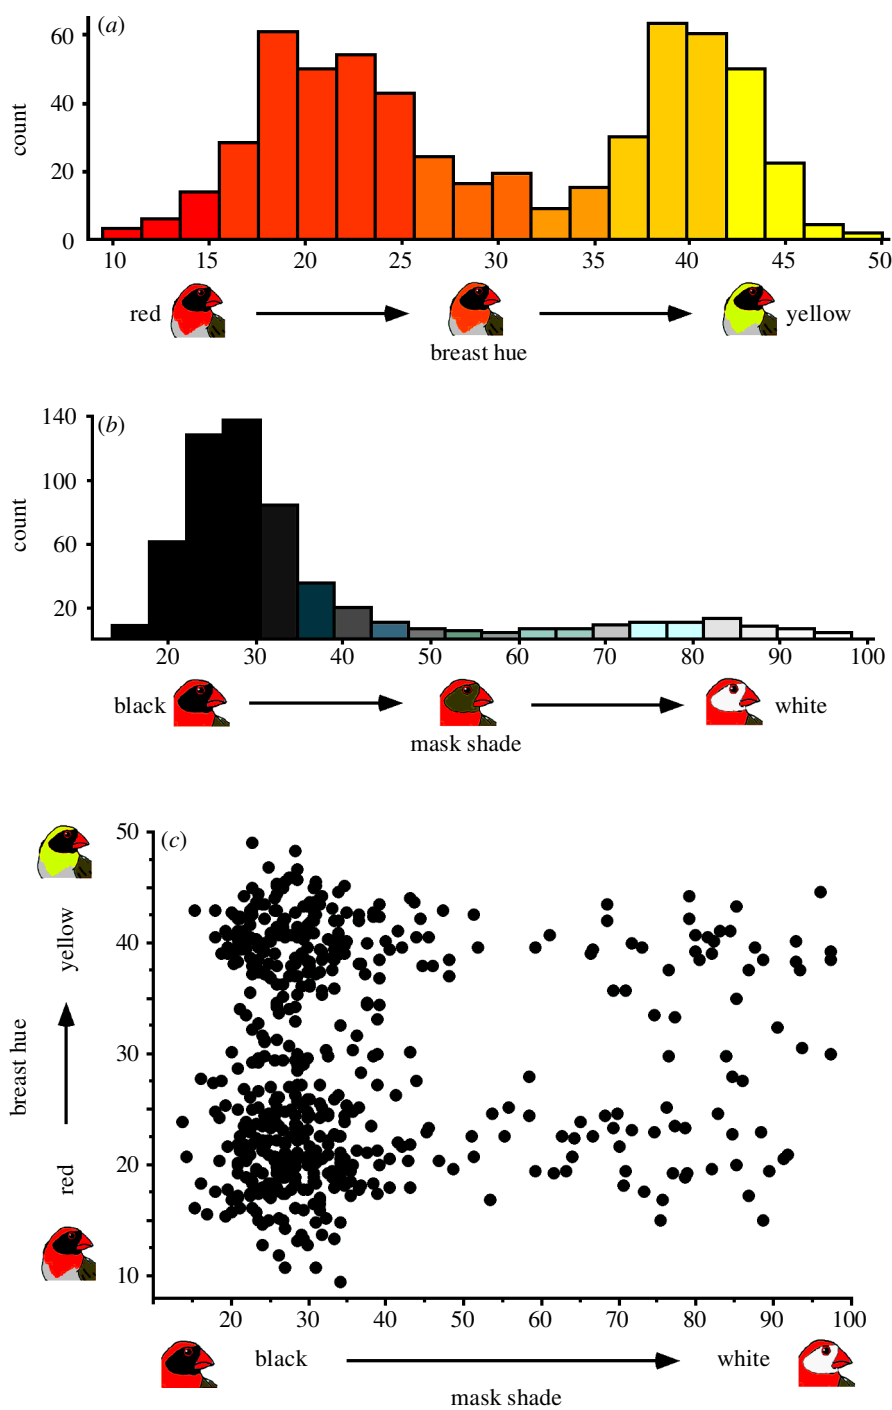 (a)
count
60
40
20
0
10 15 20 25 30 35 40 45 50
red yellow
breast hue
(b)
count
140
100
60
20
20 30 40 50 60 70 80 90 100
black white
mask shade
(c)
50
40
30
20
10
yellow
breast hue
red
20 30 40 50 60 70 80 90 100
black white
mask shade